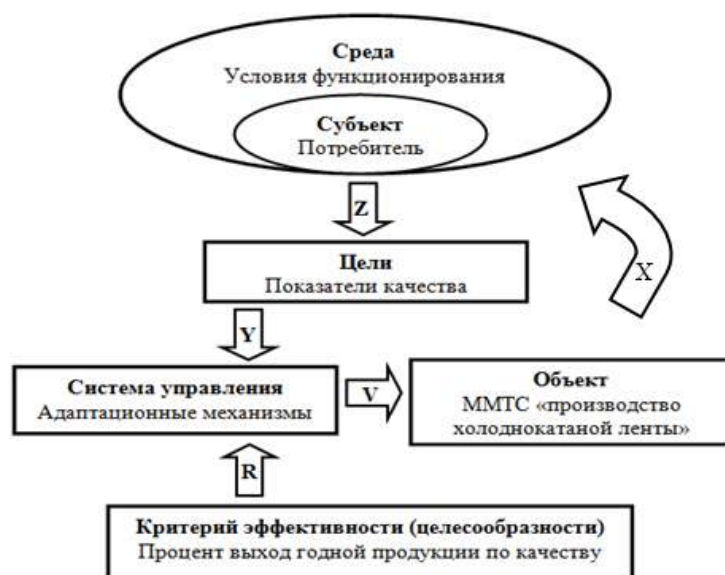 Среда
Условия функционирования
Субъект
Потребитель
Z
Цели
Показатели качества
X
Y
Система управления
Адаптационные механизмы
V
Объект
ММТС «производство
холоднокатаной ленты»
R
Критерий эффективности (целесообразности)
Процент выход годной продукции по качеству